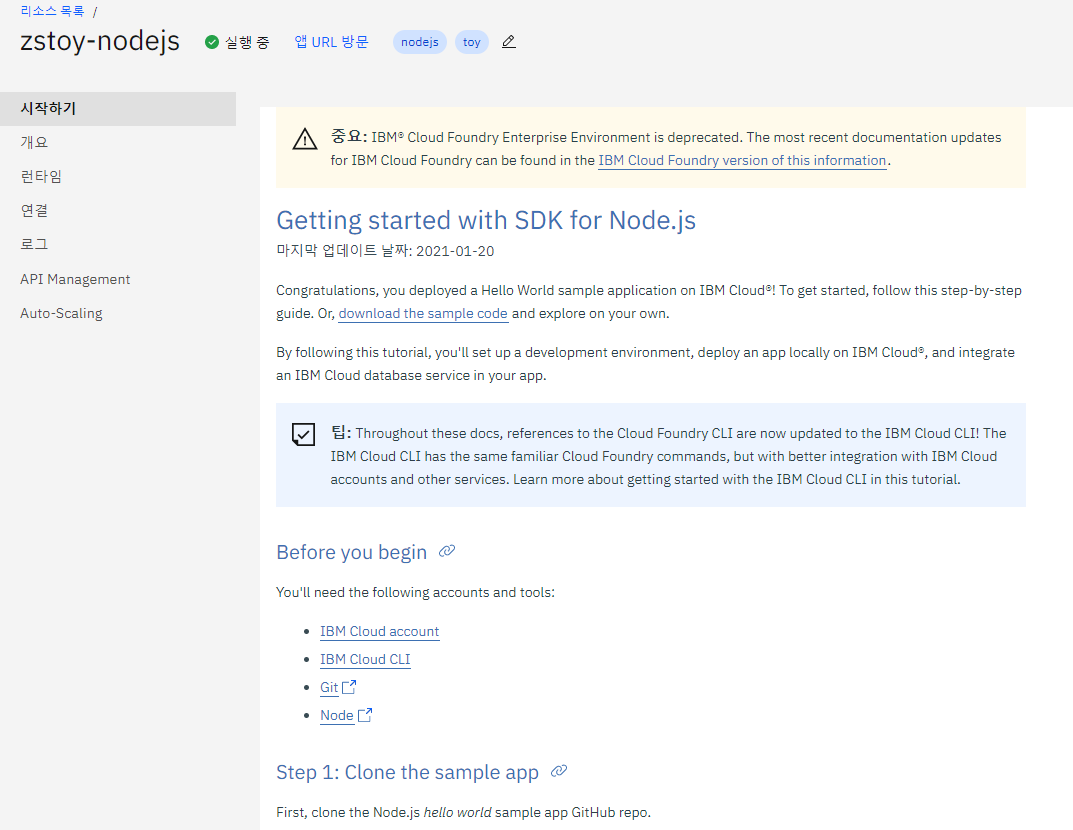 리소스 목록 /
zstoy-nodejs 실행 중 앱 URL 방문 nodejs toy
시작하기
개요
런타임
연결
로그
API Management
Auto-Scaling
중요: IBM® Cloud Foundry Enterprise Environment is deprecated. The most recent documentation updates
for IBM Cloud Foundry can be found in the IBM Cloud Foundry version of this information.
Getting started with SDK for Node.js
마지막 업데이트 날짜: 2021-01-20
Congratulations, you deployed a Hello World sample application on IBM Cloud®! To get started, follow this step-by-step
guide. Or, download the sample code and explore on your own.
By following this tutorial, you'll set up a development environment, deploy an app locally on IBM Cloud®, and integrate
an IBM Cloud database service in your app.
팁: Throughout these docs, references to the Cloud Foundry CLI are now updated to the IBM Cloud CLI! The
IBM Cloud CLI has the same familiar Cloud Foundry commands, but with better integration with IBM Cloud
accounts and other services. Learn more about getting started with the IBM Cloud CLI in this tutorial.
Before you begin
You'll need the following accounts and tools:
• IBM Cloud account
• IBM Cloud CLI
• Git
• Node
Step 1: Clone the sample app
First, clone the Node.js hello world sample app GitHub repo.